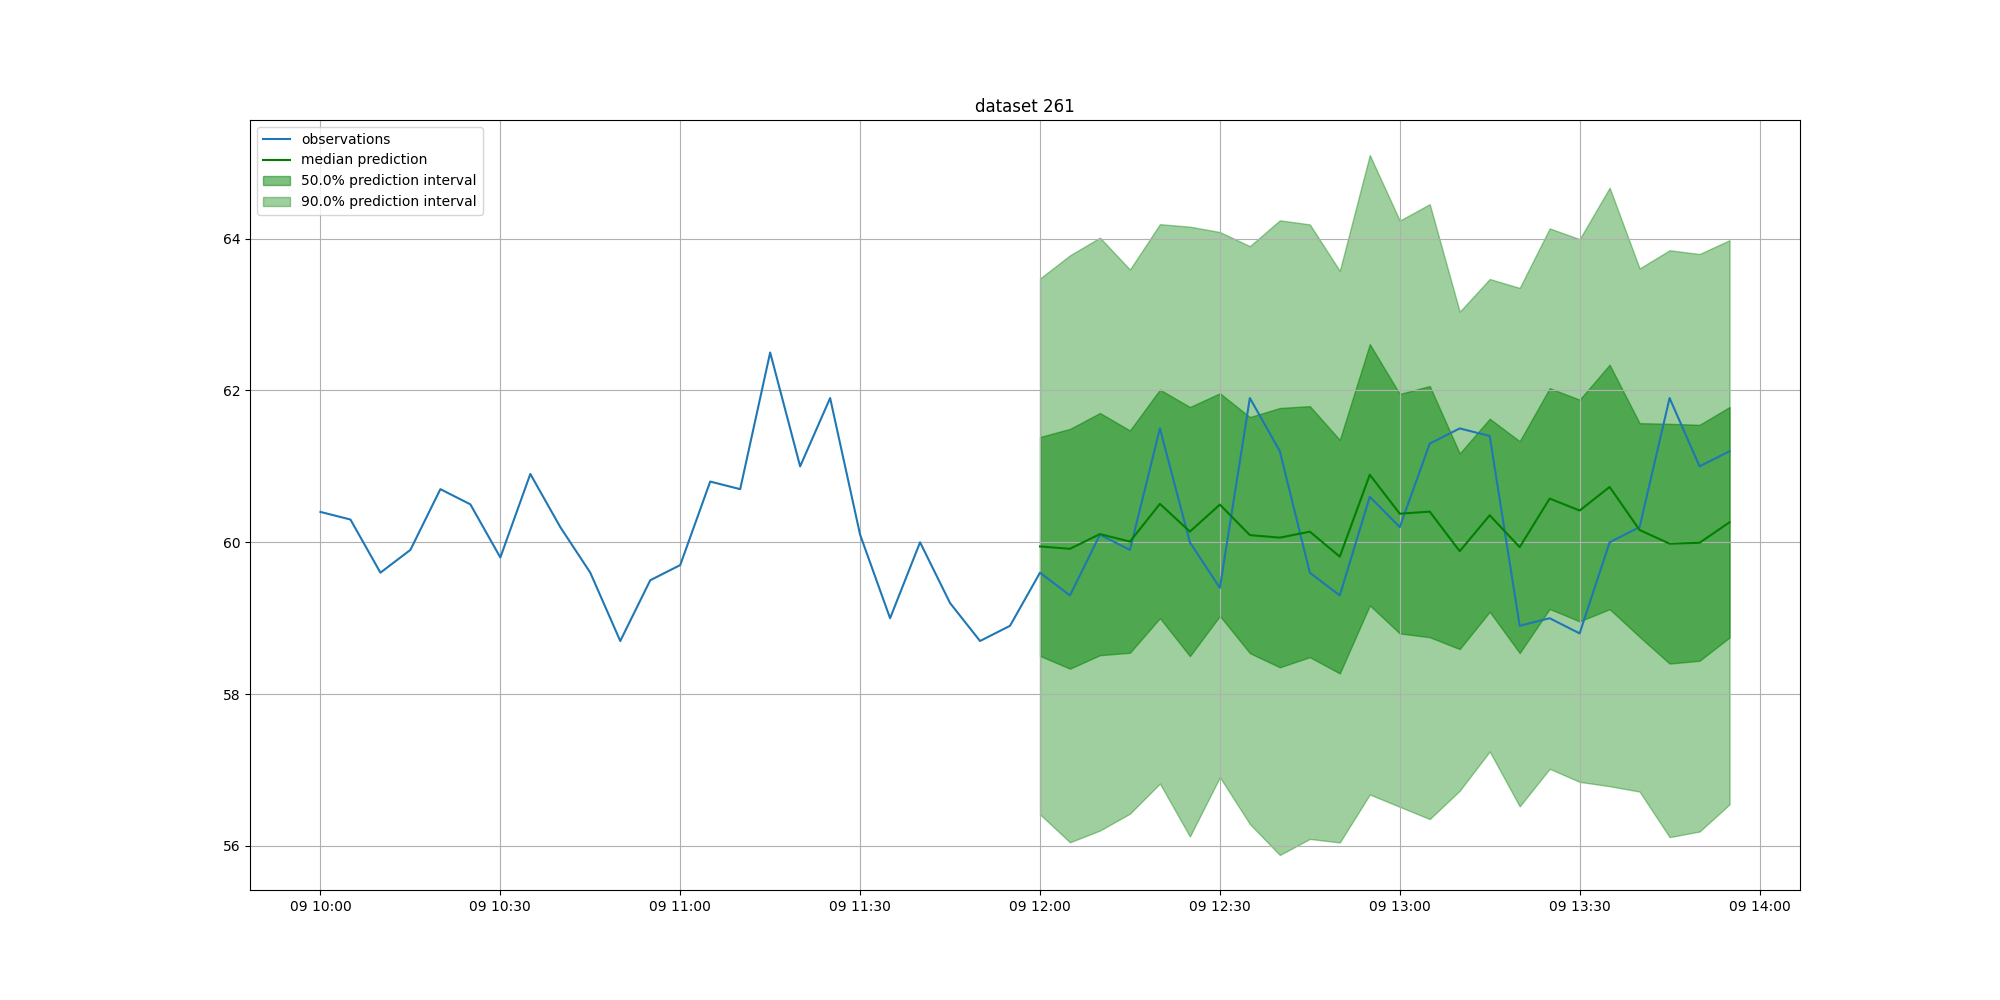 dataset 261
observations
median prediction
50.0% prediction interval
90.0% prediction interval
64
62
60
58
56
09 10:00
09 10:30
09 11:00
09 11:30
09 12:00
09 12:30
09 13:00
09 13:30
09 14:00